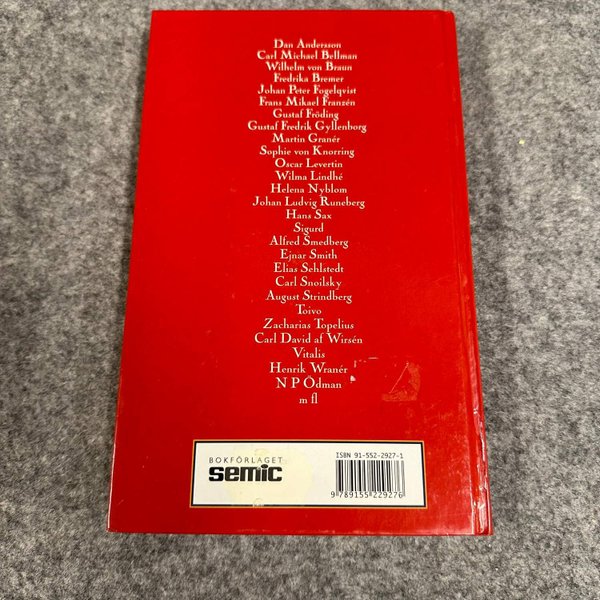 Dan Andersson
Carl Michael Bellman
Wilhelm von Braun
Fredrika Bremer
Johan Peter Fogelqvist
Frans Mikael Franzén
Gustaf Fröding
Gustaf Fredrik Gyllenborg
Martin Granér
Sophie von Knorring
Oscar Levertin
Wilma Lindhé
Helena Nyblom
Johan Ludvig Runeberg
Hans Sax
Sigurd
Alfred Smedberg
Ejnar Smith
Elias Sehlstedt
Carl Snoilsky
August Strindberg
Toivo
Zacharias Topelius
Carl David af Wirsén
Vitalis
Henrik Wranér
N P Ödman
m fl
BOKFÖRLAGET
semic
ISBN 91-552-2927-1
9 789155 229276